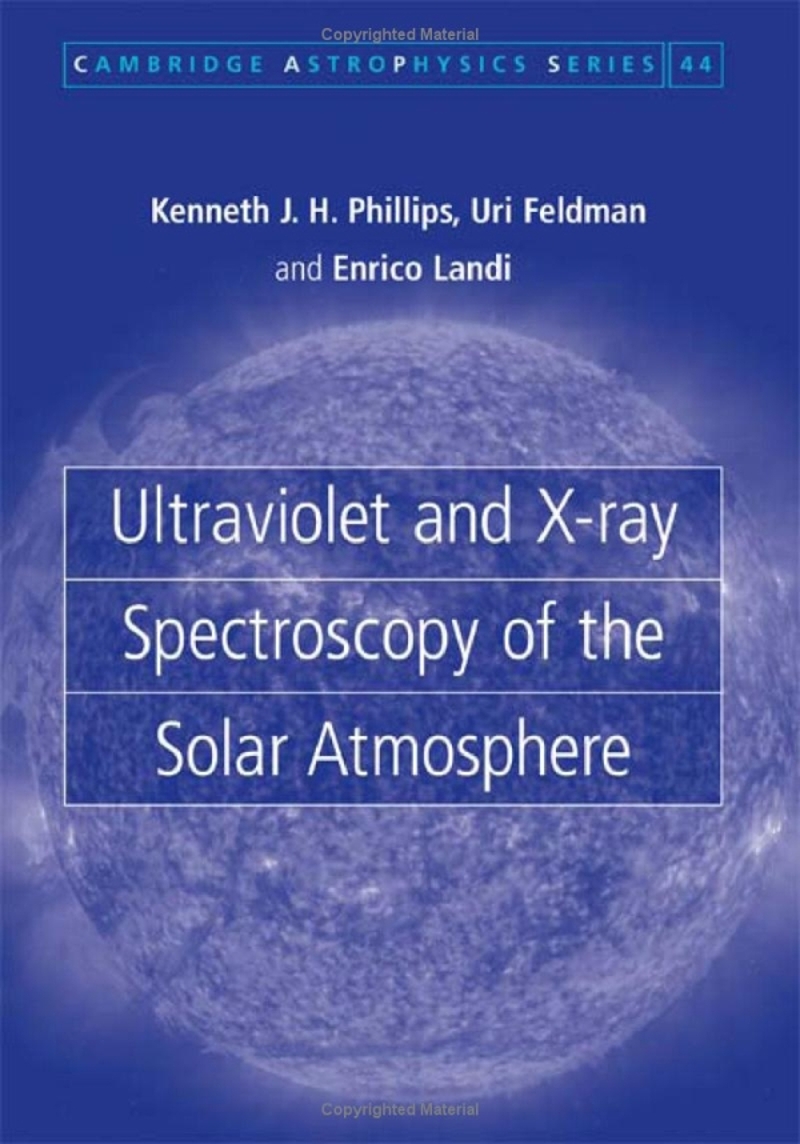 Copyrighted Material
CAMBRIDGE ASTROPHYSICS SERIES 44
Kenneth J. H. Phillips, Uri Feldman
and Enrico Landi
Ultraviolet and X-ray
Spectroscopy of the
Solar Atmosphere
Copyrighted Material